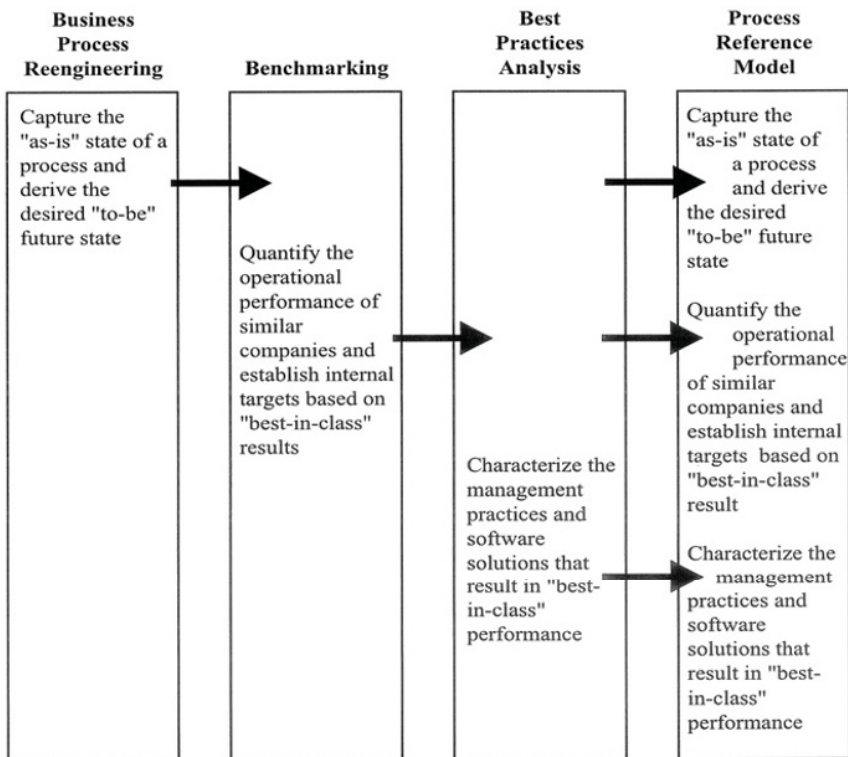 Business
Process
Reengineering
Benchmarking
Best
Practices
Analysis
Process
Reference
Model
Capture the
"as-is" state of a
process and
derive the
desired "to-be"
future state
Quantify the
operational
performance of
similar
companies and
establish internal
targets based on
"best-in-class"
results
Characterize the
management
practices and
software
solutions that
result in "best-
in-class"
performance
Capture the
"as-is" state of
a process
and derive
the desired
"to-be" future
state
Quantify the
operational
performance
of similar
companies and
establish internal
targets based on
"best-in-class"
result
Characterize the
management
practices and
software
solutions that
result in "best-
in-class"
performance